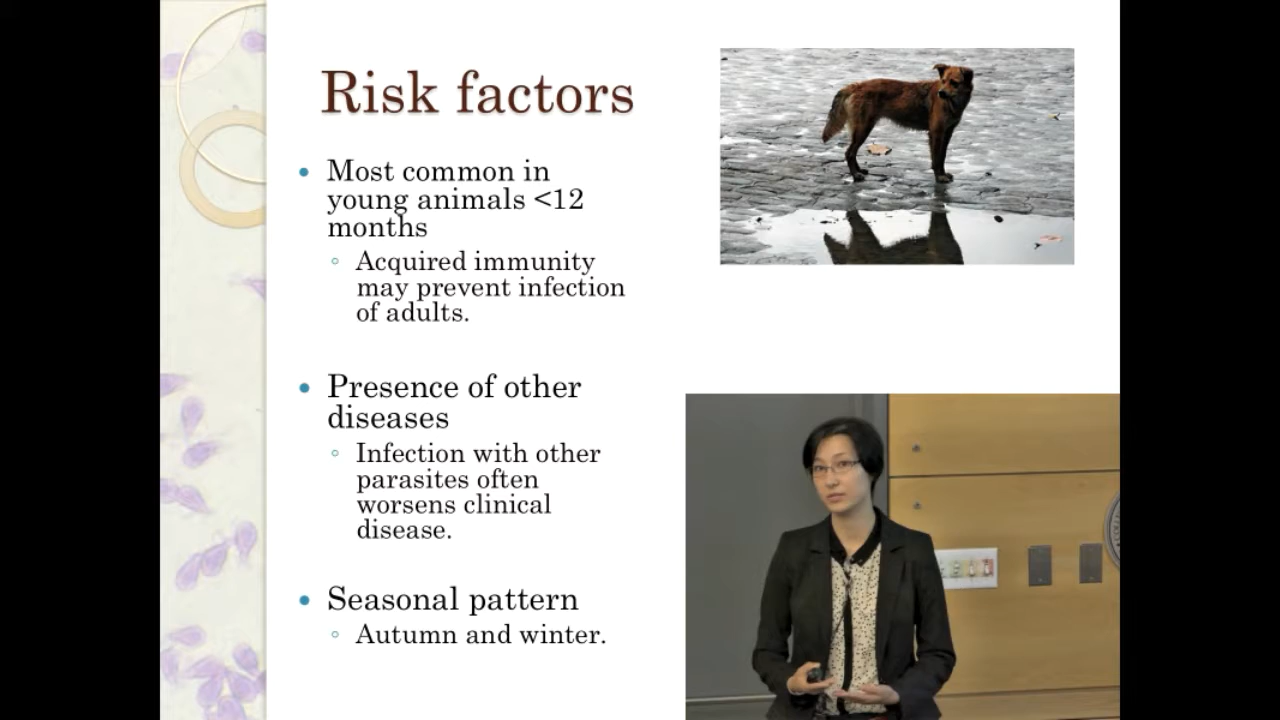 Risk factors
Most common in
young animals <12
months
Acquired immunity
may prevent infection
of adults.
Presence of other
diseases
Infection with other
parasites often
worsens clinical
disease.
Seasonal pattern
Autumn and winter.